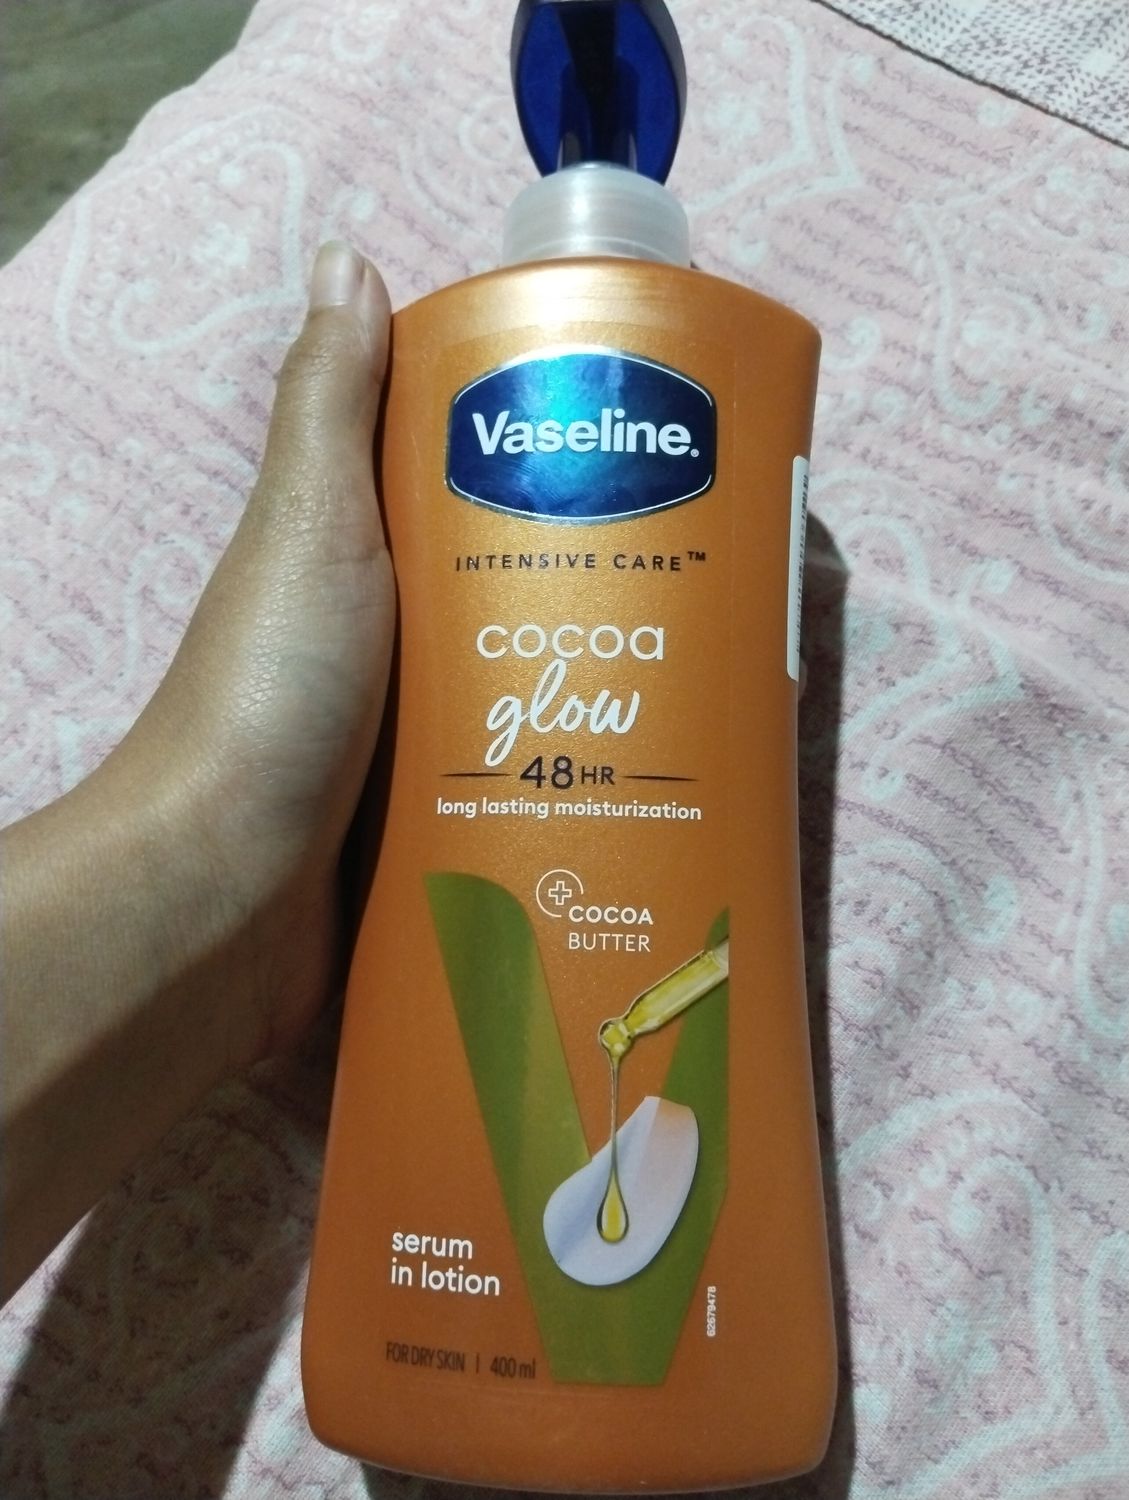 Vaseline®
INTENSIVE CARE™
cocoa
glow
48 HR
long lasting moisturization
COCOA
BUTTER
serum
in lotion
FOR DRY SKIN | 400 ml
62679478